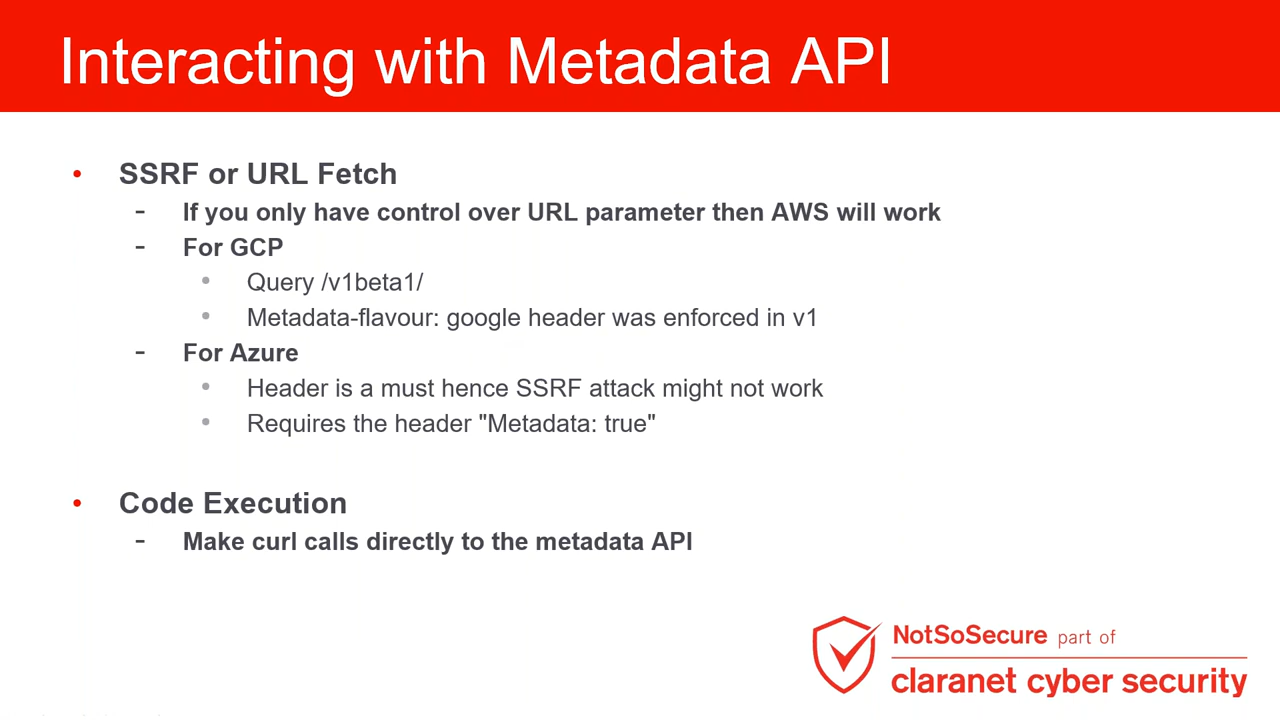 Interacting with Metadata API
• SSRF or URL Fetch
- If you only have control over URL parameter then AWS will work
- For GCP
• Query /v1beta1/
• Metadata-flavour: google header was enforced in v1
- For Azure
• Header is a must hence SSRF attack might not work
• Requires the header "Metadata: true"
• Code Execution
- Make curl calls directly to the metadata API
NotSoSecure part of
claranet cyber security